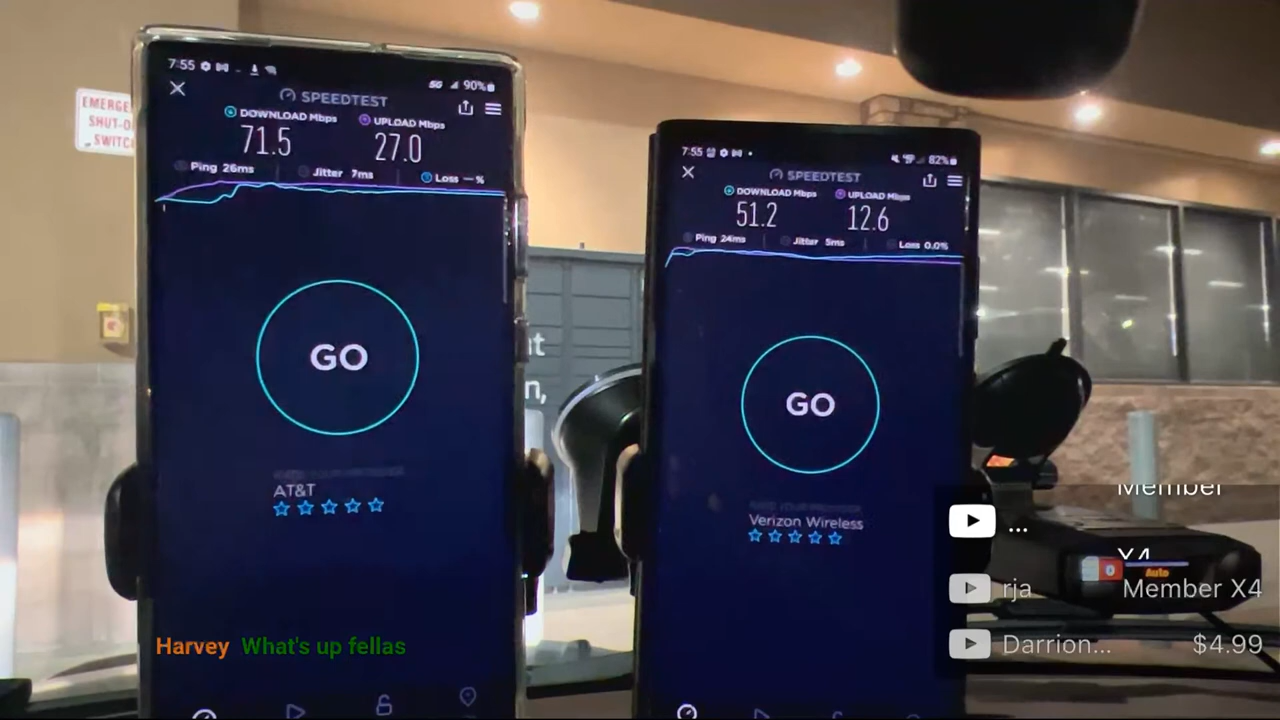 EMERGE
SHUT-O
SWITC
7:55
5G
90%
SPEEDTEST
DOWNLOAD Mbps
UPLOAD Mbps
71.5
27.0
Ping 26ms
Jitter 7ms
Loss — %
GO
AT&T
7:55
82%
SPEEDTEST
DOWNLOAD Mbps
UPLOAD Mbps
51.2
12.6
Ping 24ms
Jitter 5ms
Loss 0.0%
GO
Verizon Wireless
Harvey What's up fellas
Member
...
X4
Auto
rja Member X4
Darrion... $4.99